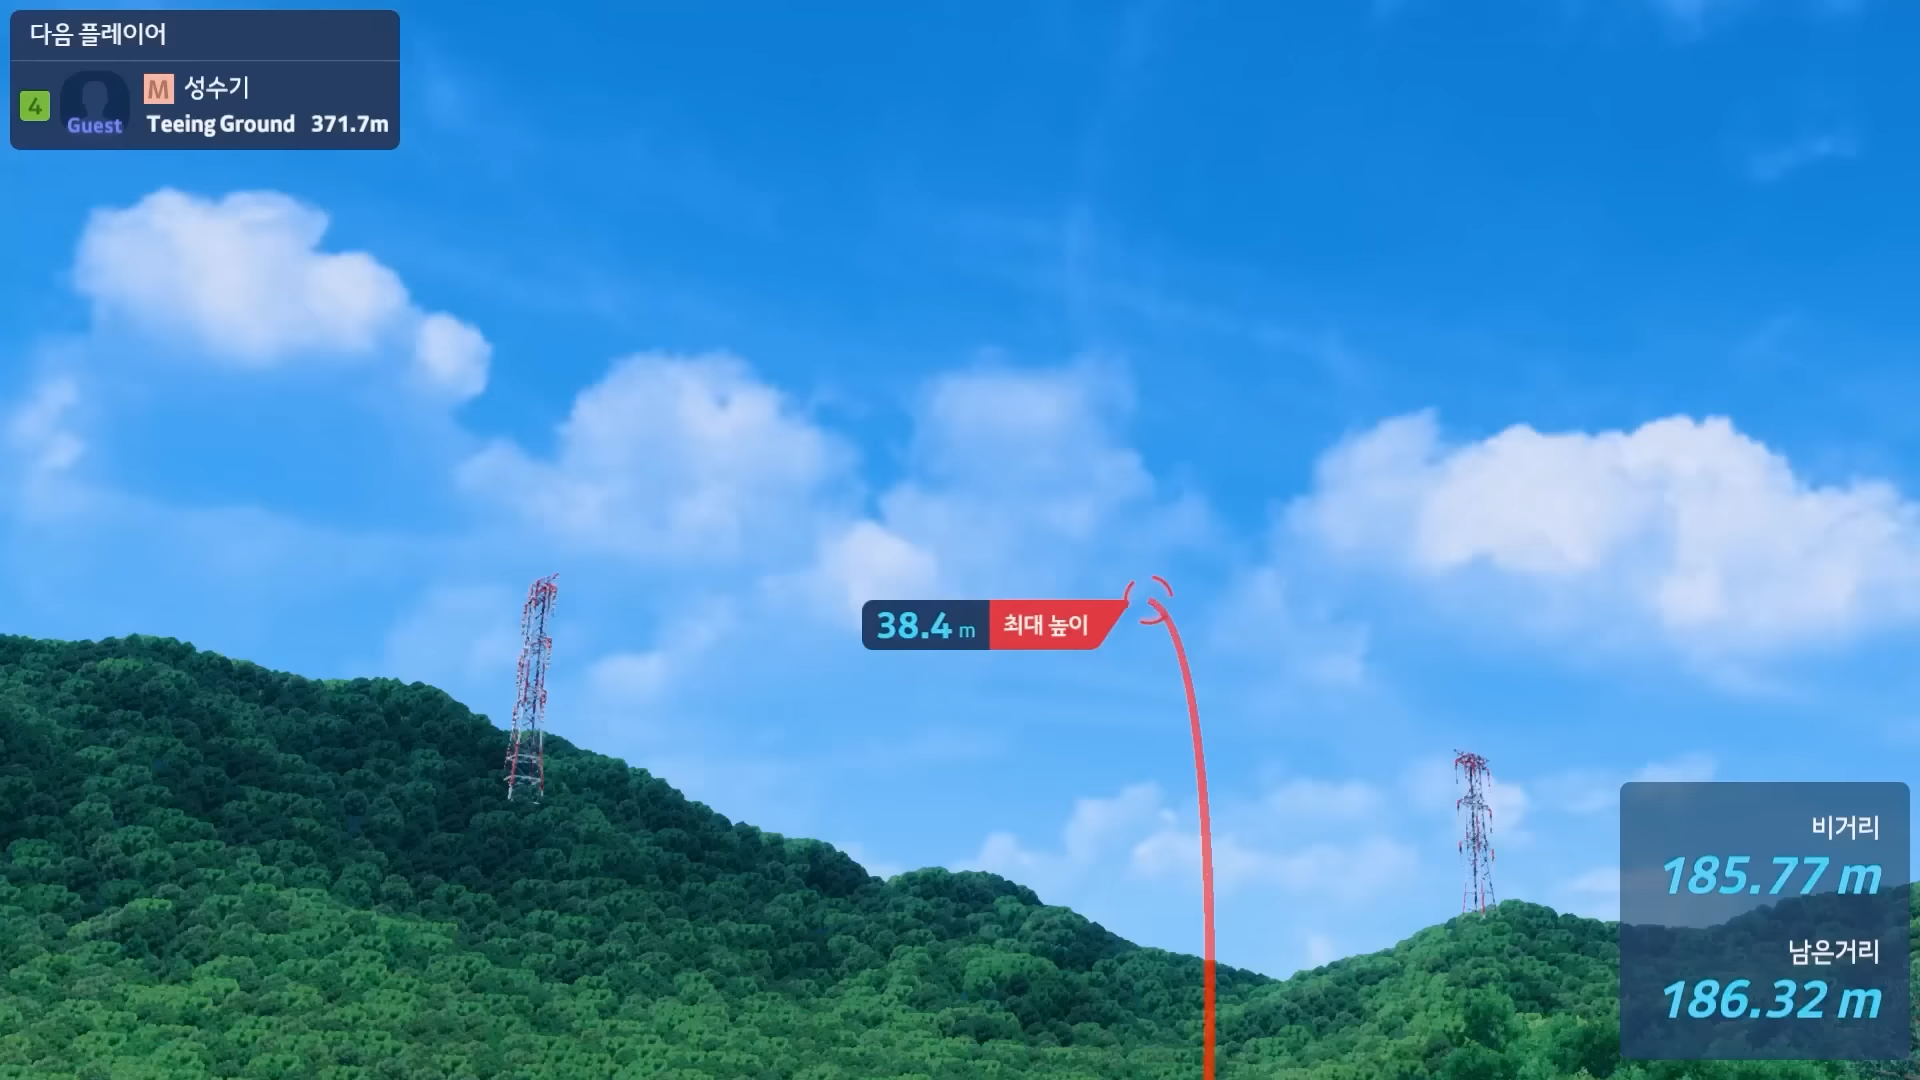 다음 플레이어
4
Guest
M 성수기
Teeing Ground 371.7m
38.4 m 최대 높이
비거리
185.77 m
남은거리
186.32 m